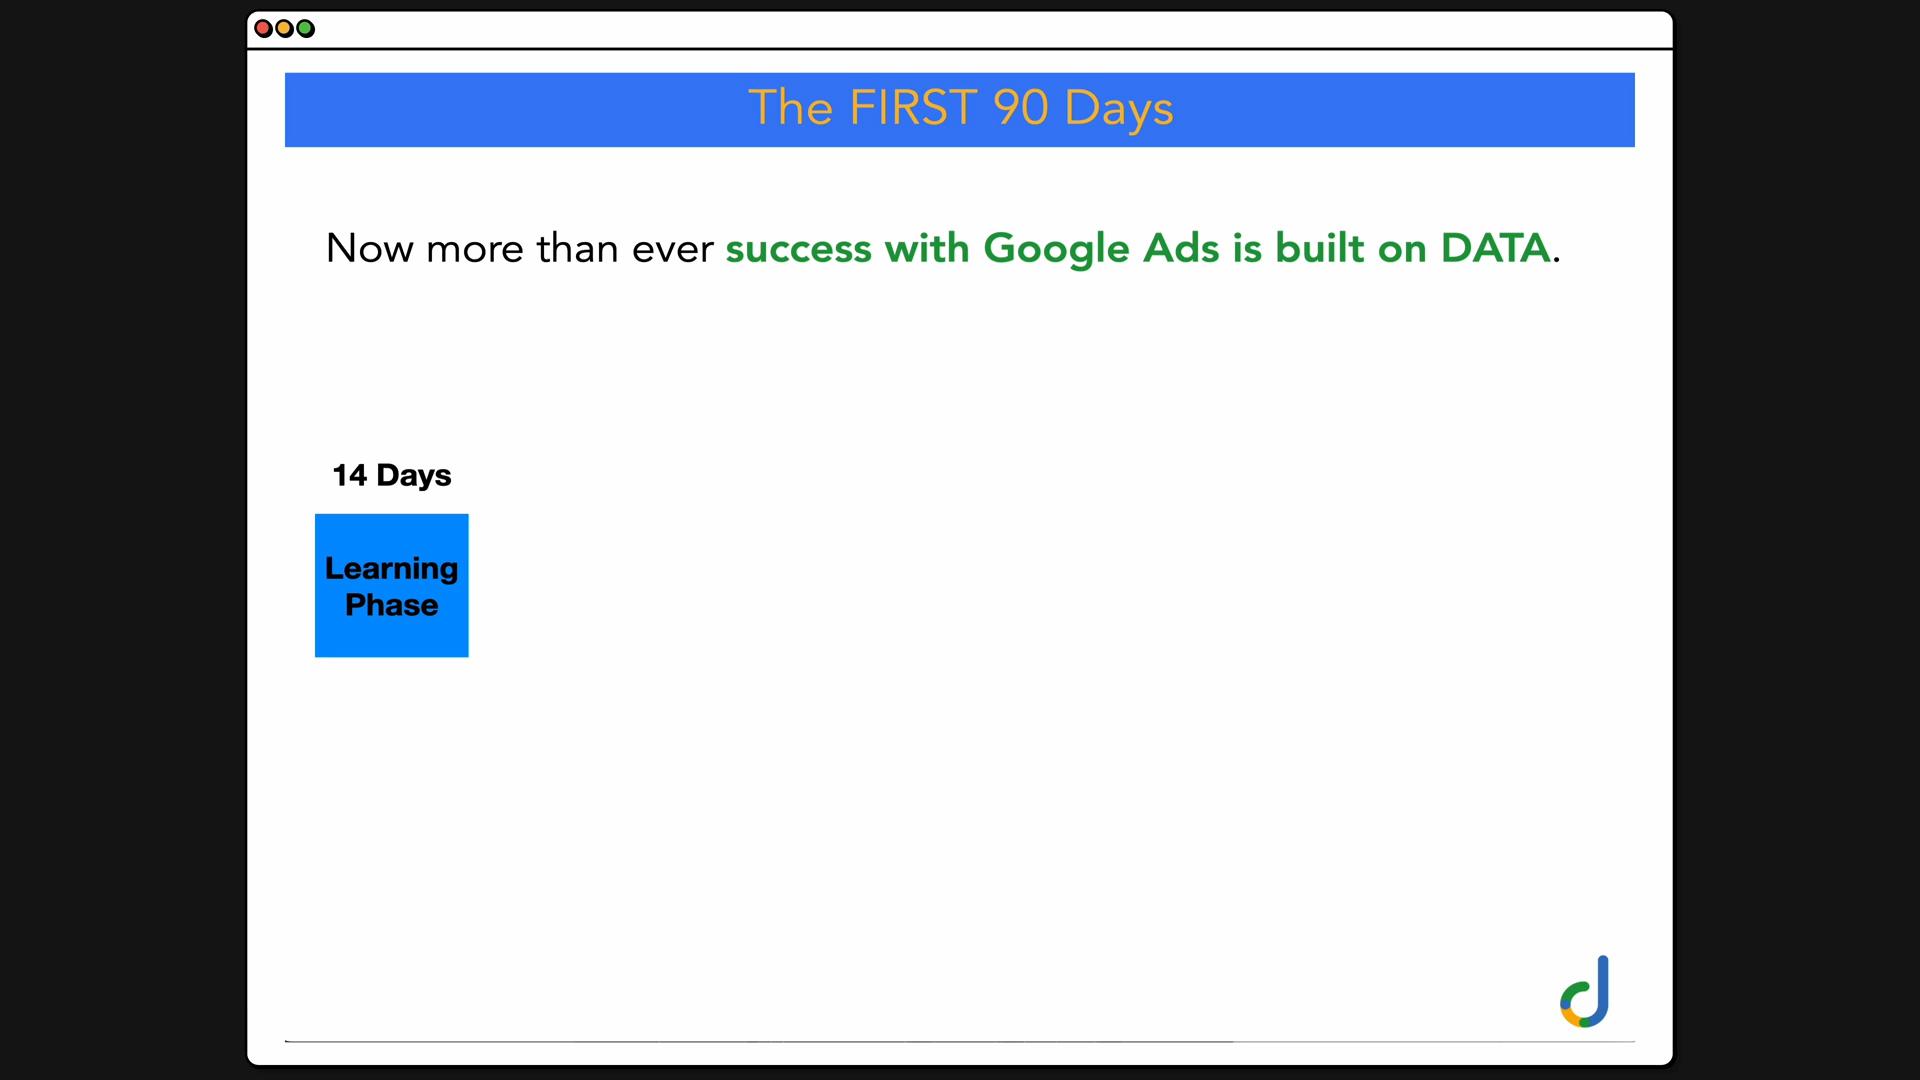 The FIRST 90 Days
Now more than ever success with Google Ads is built on DATA.
14 Days
Learning
Phase